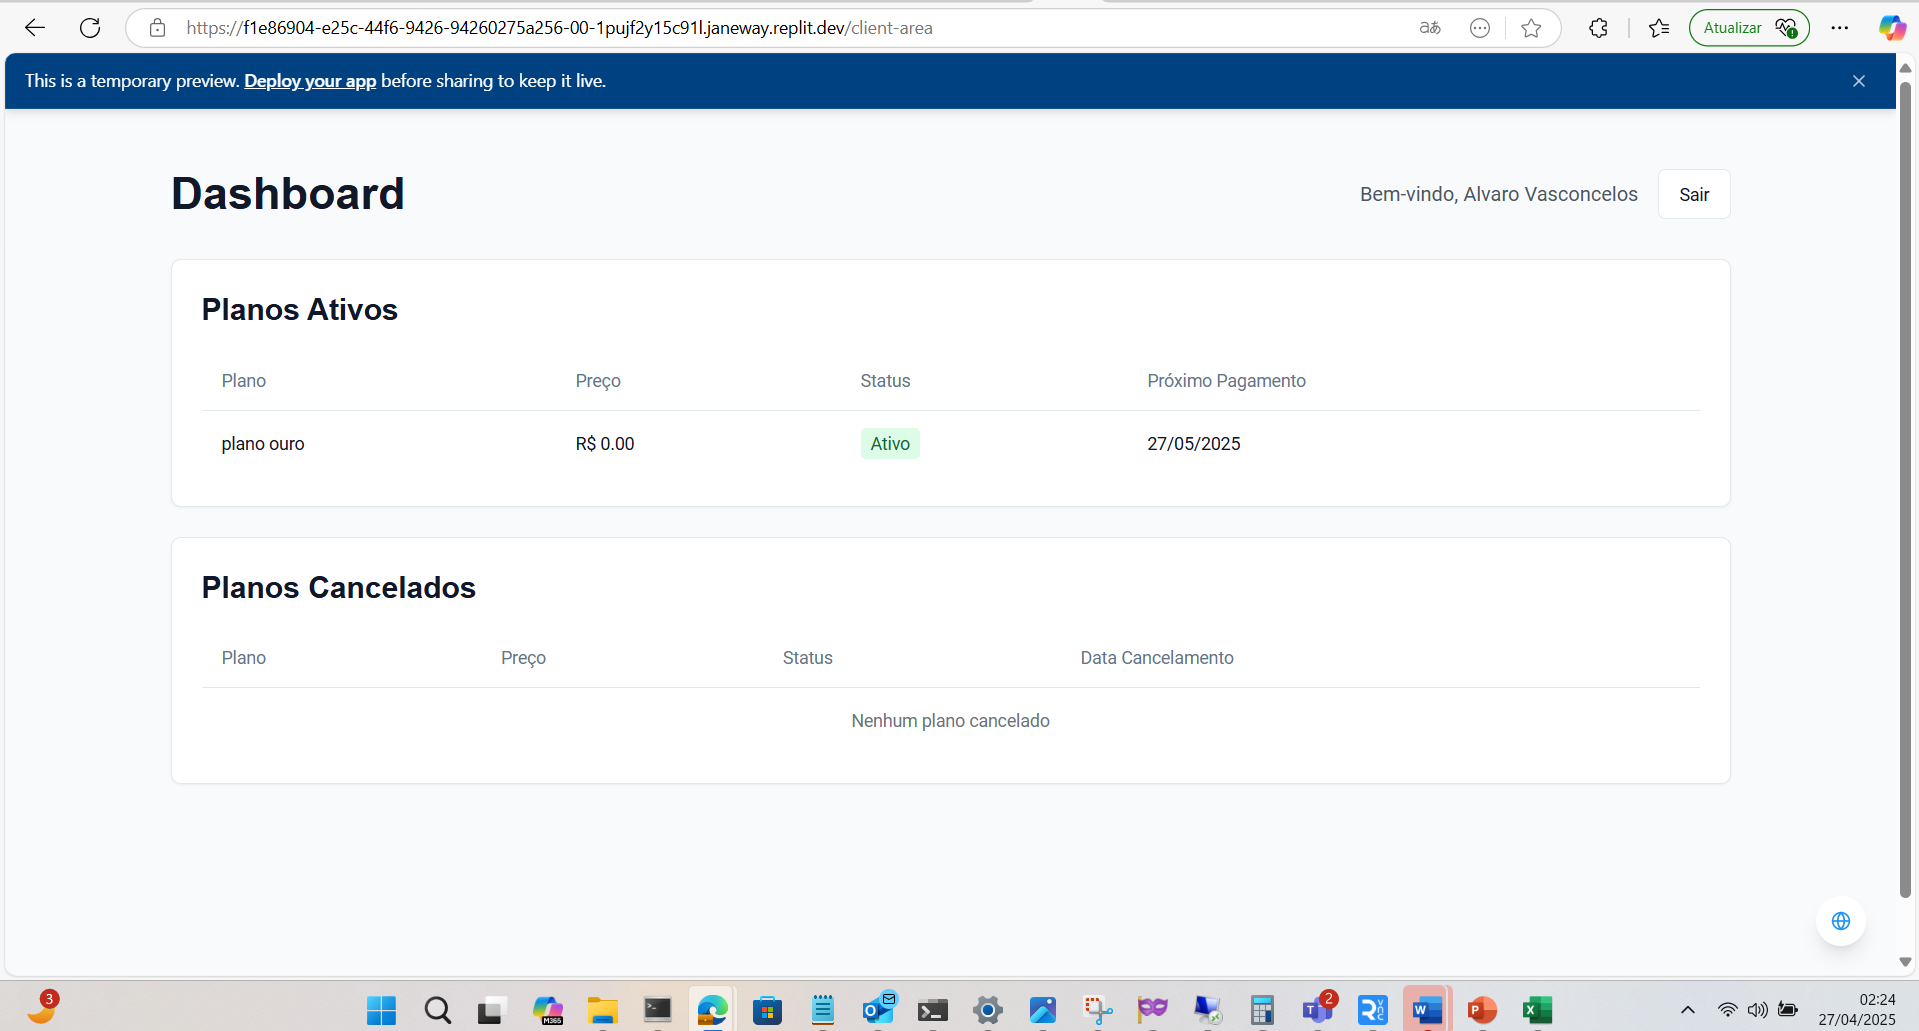 https://f1e86904-e25c-44f6-9426-94260275a256-00-1pujf2y15c91l.janeway.replit.dev/client-area
aあ
Atualizar
This is a temporary preview. Deploy your app before sharing to keep it live.
Dashboard
Bem-vindo, Alvaro Vasconcelos
Sair
Planos Ativos
Plano Preço Status Próximo Pagamento
plano ouro R$ 0.00 Ativo 27/05/2025
Planos Cancelados
Plano Preço Status Data Cancelamento
Nenhum plano cancelado
3
M365
2
02:24
27/04/2025